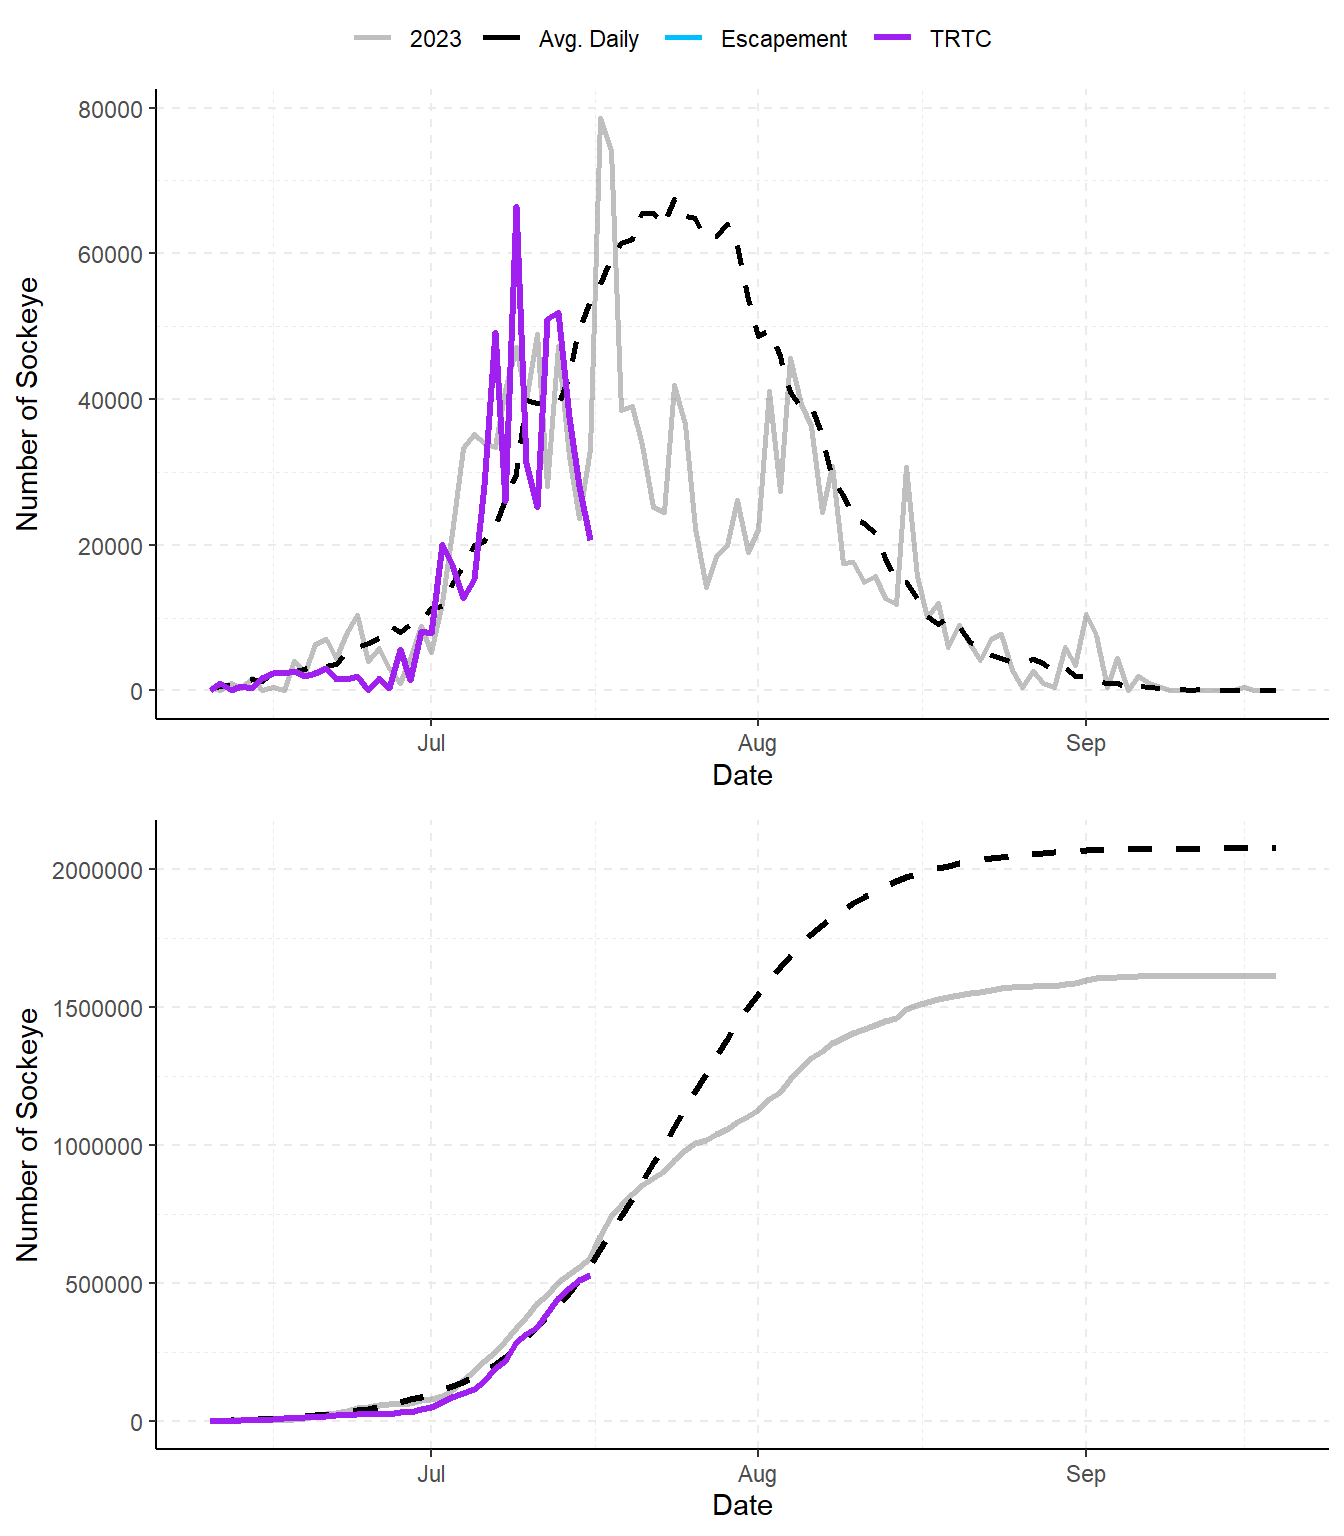 2023 Avg. Daily Escapement TRTC
Number of Sockeye
80000
60000
40000
20000
0
Jul Aug Sep
Date
Number of Sockeye
2000000
1500000
1000000
500000
0
Jul Aug Sep
Date